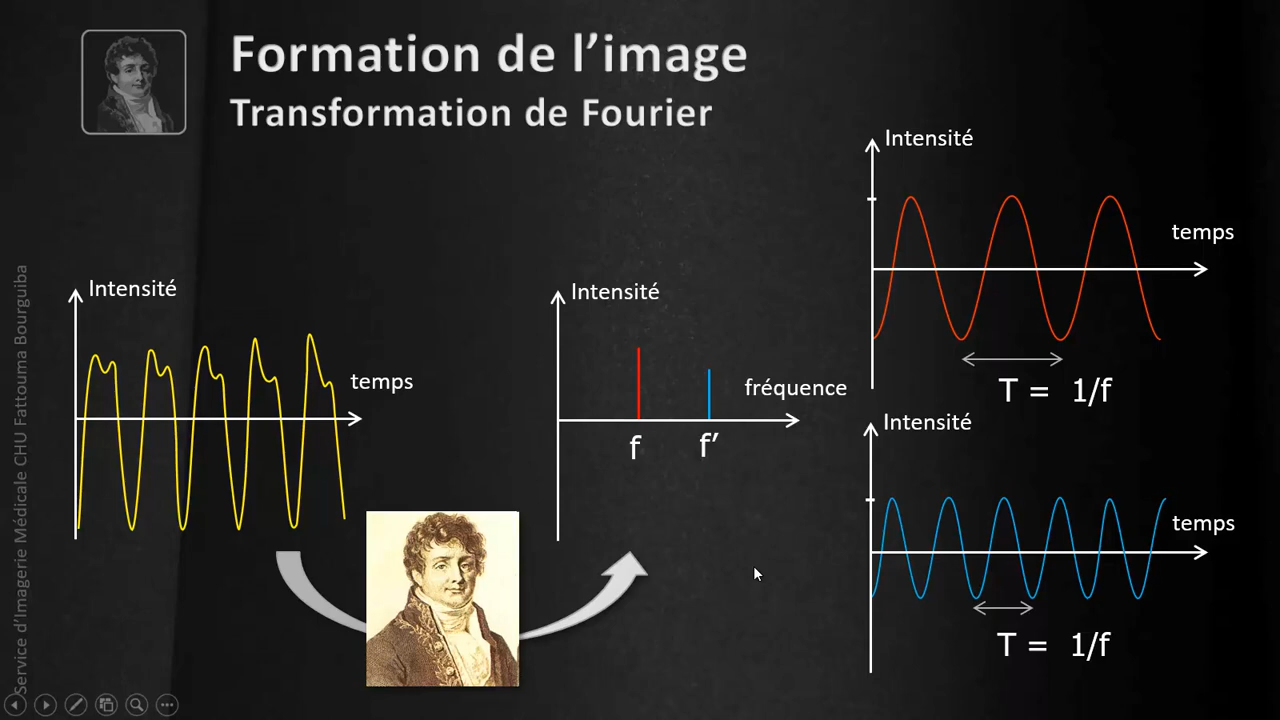 Formation de l’image
Transformation de Fourier
Service d’Imagerie Médicale CHU Fattouma Bourguiba
Intensité
temps
Intensité
fréquence
f
f’
Intensité
temps
T = 1/f
Intensité
temps
T = 1/f